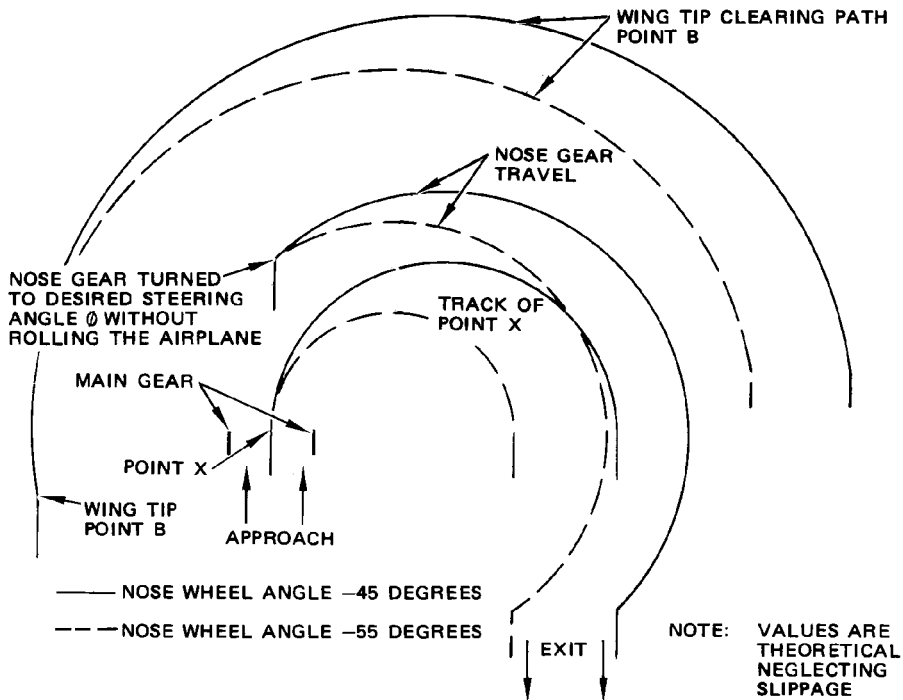 WING TIP CLEARING PATH
POINT B
NOSE GEAR
TRAVEL
NOSE GEAR TURNED
TO DESIRED STEERING
ANGLE Ø WITHOUT
ROLLING THE AIRPLANE
TRACK OF
POINT X
MAIN GEAR
POINT X
WING TIP
POINT B
APPROACH
NOSE WHEEL ANGLE –45 DEGREES
NOSE WHEEL ANGLE –55 DEGREES
EXIT
NOTE: VALUES ARE
THEORETICAL
NEGLECTING
SLIPPAGE